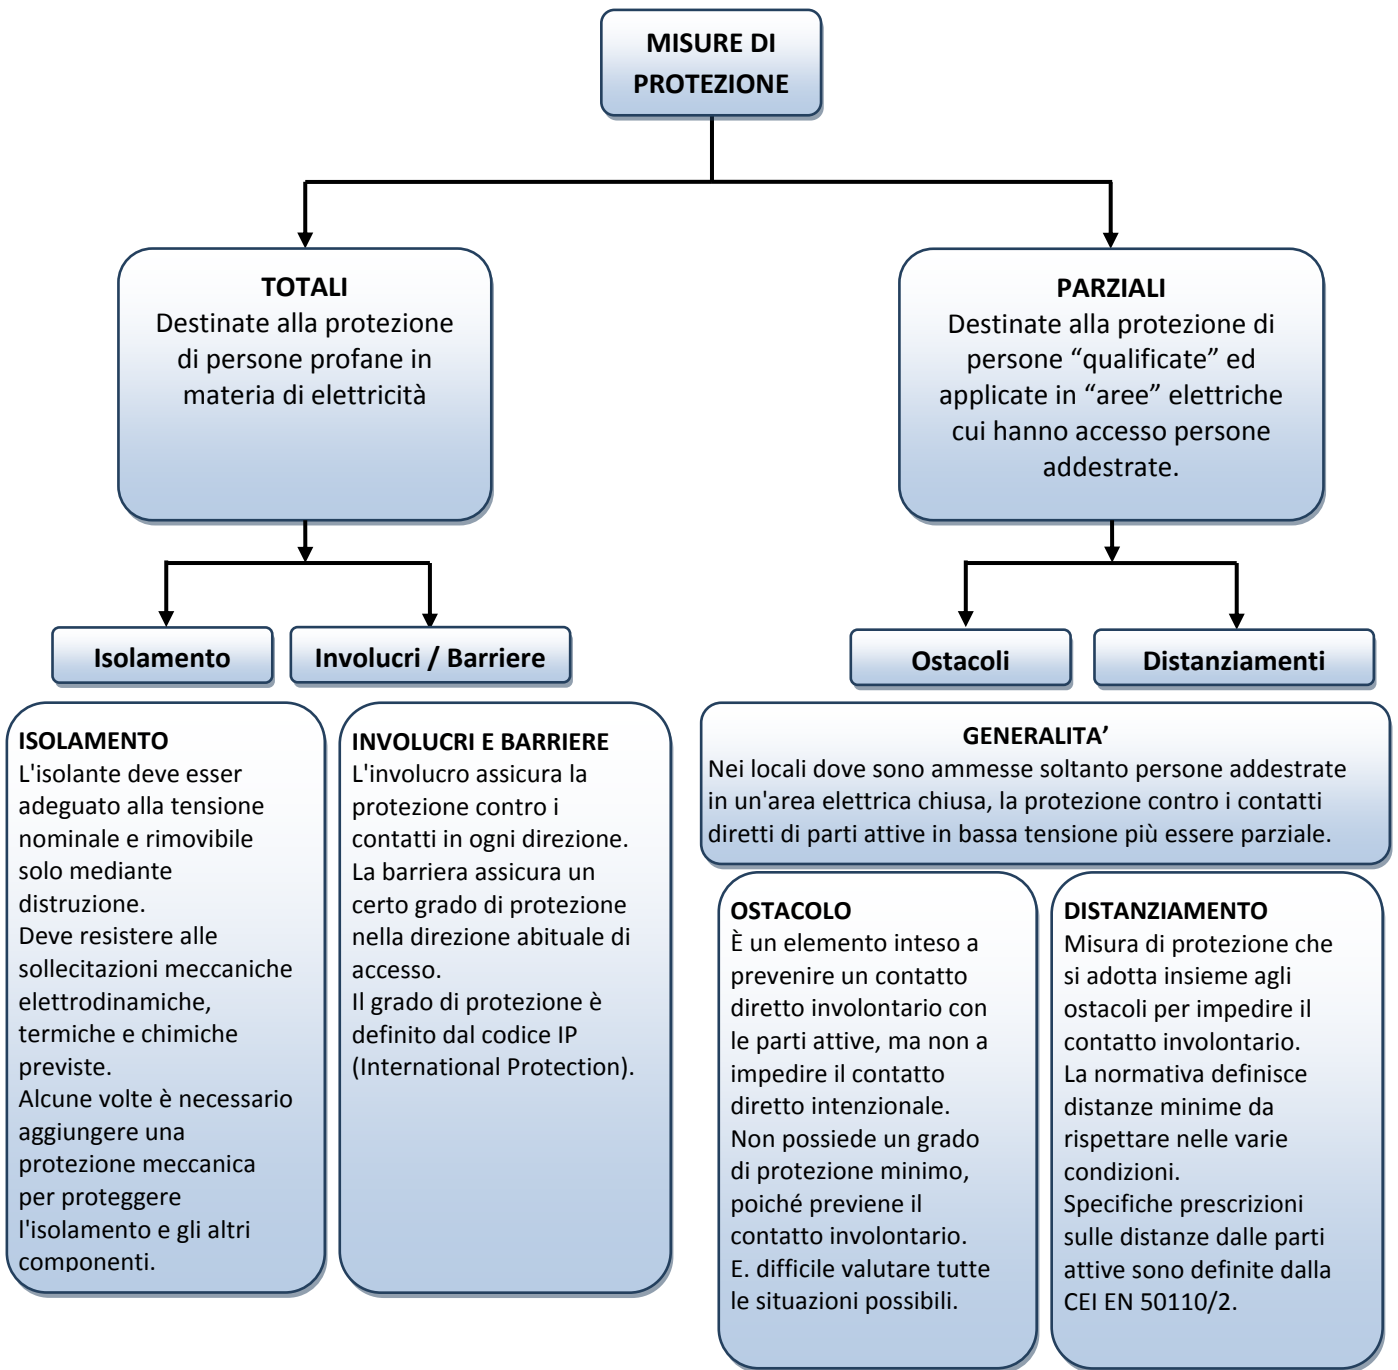 MISURE DI
PROTEZIONE
TOTALI
Destinate alla protezione
di persone profane in
materia di elettricità
PARZIALI
Destinate alla protezione di
persone “qualificate” ed
applicate in “aree” elettriche
cui hanno accesso persone
addestrate.
Isolamento
Involucri / Barriere
Ostacoli
Distanziamenti
ISOLAMENTO
L'isolante deve esser
adeguato alla tensione
nominale e rimovibile
solo mediante
distruzione.
Deve resistere alle
sollecitazioni meccaniche
elettrodinamiche,
termiche e chimiche
previste.
Alcune volte è necessario
aggiungere una
protezione meccanica
per proteggere
l'isolamento e gli altri
componenti.
INVOLUCRI E BARRIERE
L'involucro assicura la
protezione contro i
contatti in ogni direzione.
La barriera assicura un
certo grado di protezione
nella direzione abituale di
accesso.
Il grado di protezione è
definito dal codice IP
(International Protection).
GENERALITA’
Nei locali dove sono ammesse soltanto persone addestrate
in un'area elettrica chiusa, la protezione contro i contatti
diretti di parti attive in bassa tensione più essere parziale.
OSTACOLO
È un elemento inteso a
prevenire un contatto
diretto involontario con
le parti attive, ma non a
impedire il contatto
diretto intenzionale.
Non possiede un grado
di protezione minimo,
poiché previene il
contatto involontario.
E. difficile valutare tutte
le situazioni possibili.
DISTANZIAMENTO
Misura di protezione che
si adotta insieme agli
ostacoli per impedire il
contatto involontario.
La normativa definisce
distanze minime da
rispettare nelle varie
condizioni.
Specifiche prescrizioni
sulle distanze dalle parti
attive sono definite dalla
CEI EN 50110/2.